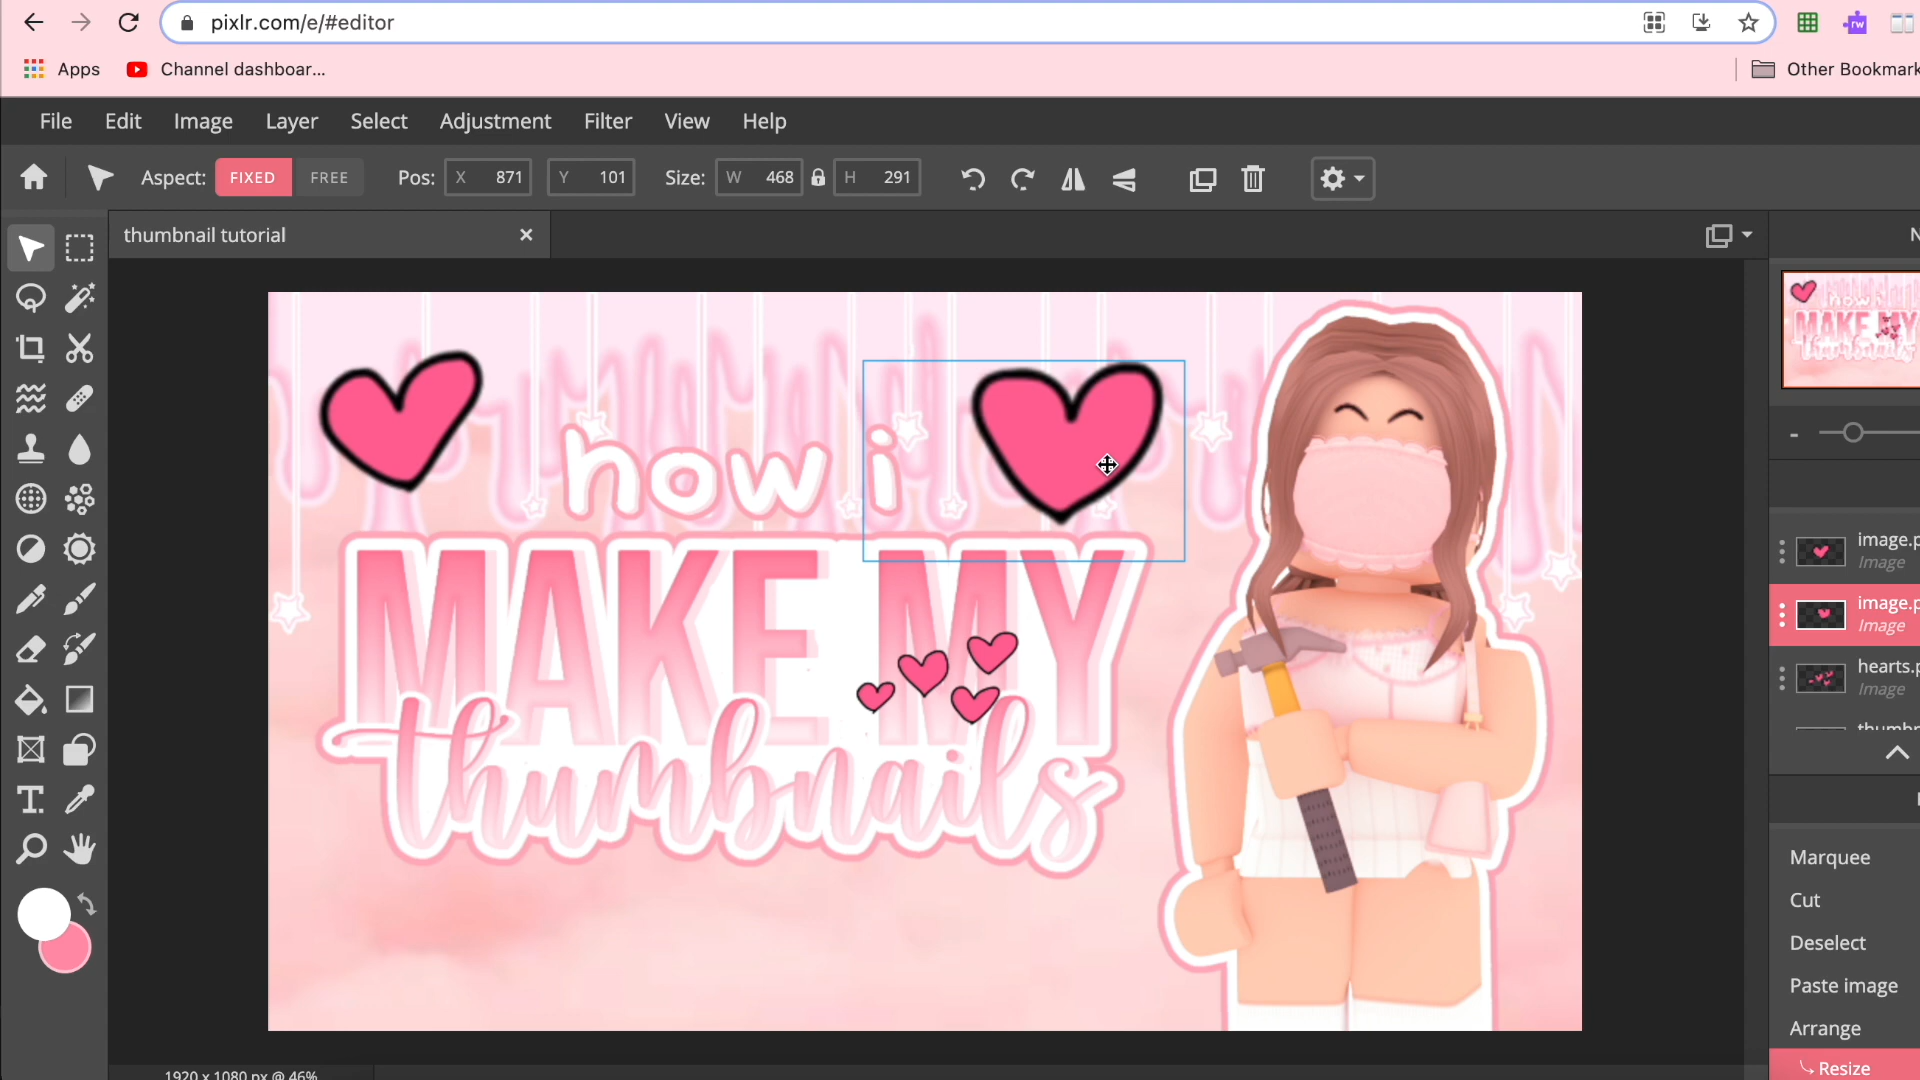 pixlr.com/e/#editor
rw
Apps
Channel dashboar...
Other Bookmark
File
Edit
Image
Layer
Select
Adjustment
Filter
View
Help
Aspect:
FIXED
FREE
Pos:
X 871
Y 101
Size:
W 468
H 291
thumbnail tutorial
N
how i
MAKE MY
thumbnails
image.p
Image
image.p
Image
hearts.p
Image
thumbn
Marquee
Cut
Deselect
Paste image
Arrange
Resize
1920 x 1080 px @ 46%